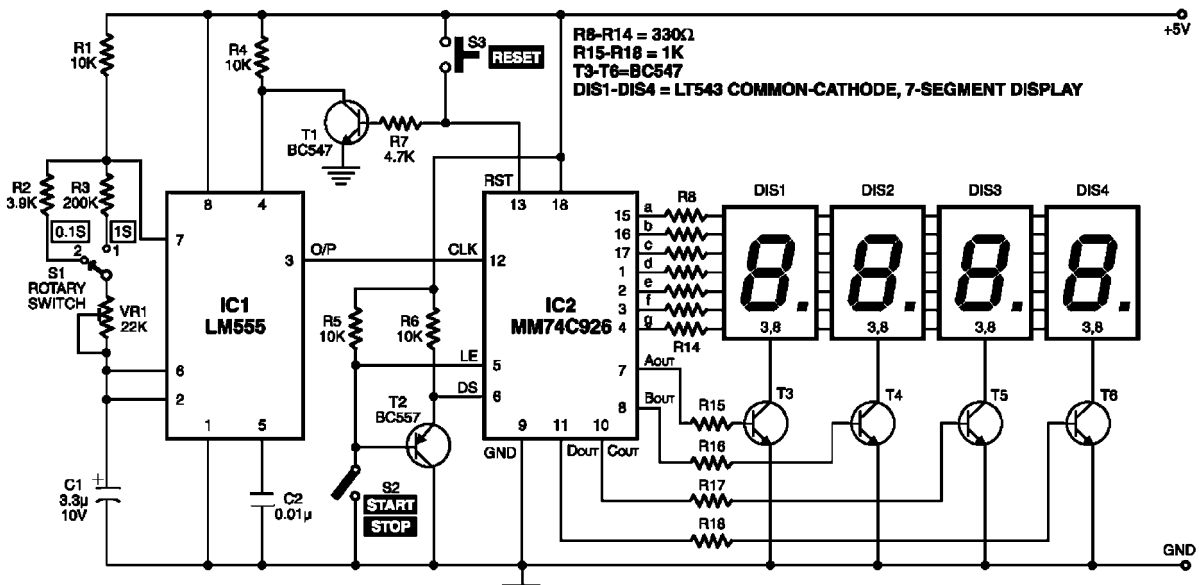 R8-R14 = 330Ω
R15-R18 = 1K
T3-T6=BC547
DIS1-DIS4 = LT543 COMMON-CATHODE, 7-SEGMENT DISPLAY
+5V
R1
10K
R4
10K
S3
RESET
T1
BC547
R7
4.7K
R2
3.9K
R3
200K
0.1S
1S
2
1
S1
ROTARY
SWITCH
VR1
22K
8
4
7
3
IC1
LM555
6
2
1
5
O/P
CLK
RST
13
18
12
IC2
MM74C926
15
16
17
1
2
3
4
a
b
c
d
e
f
g
R8
R14
DIS1
DIS2
DIS3
DIS4
8.
8.
8.
8.
3,8
3,8
3,8
3,8
R5
10K
R6
10K
LE
5
DS
6
7
AOUT
8
BOUT
9
11
10
GND
DOUT
COUT
T2
BC557
R15
R16
R17
R18
T3
T4
T5
T6
S2
START
STOP
C1
+
3.3μ
10V
C2
0.01μ
GND